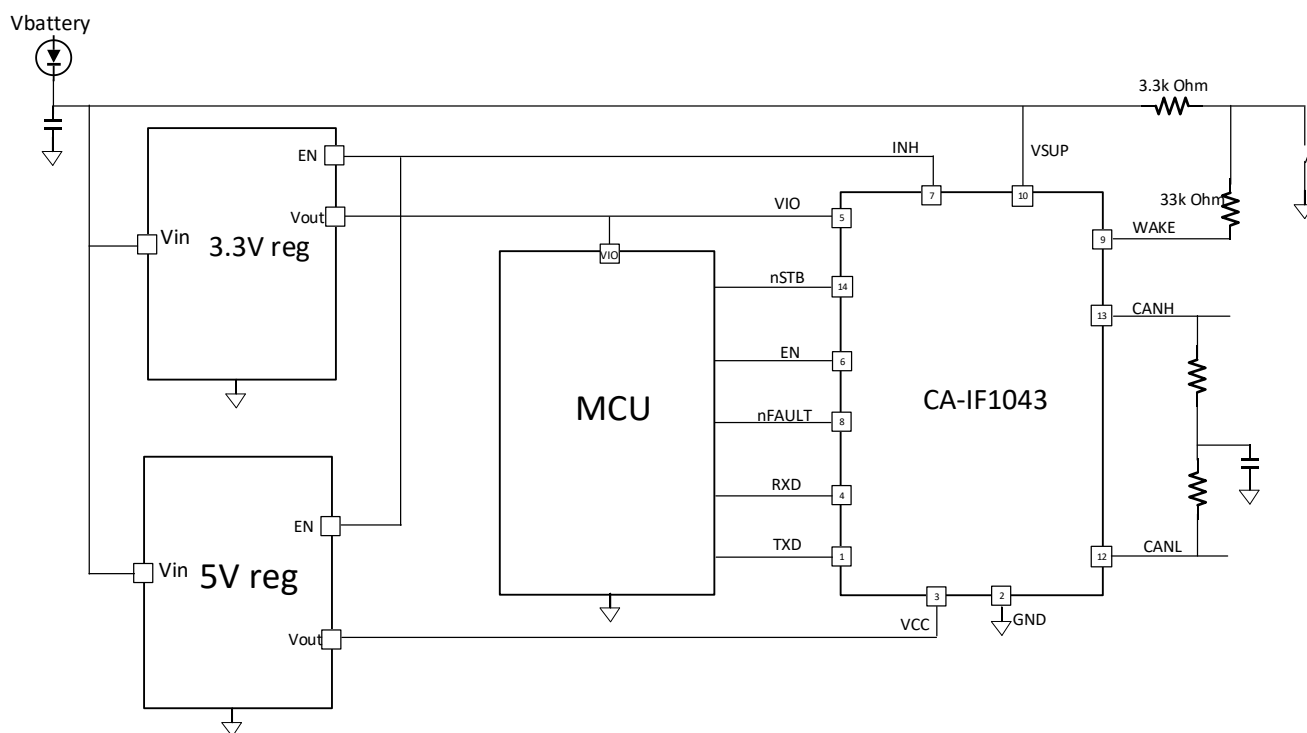 Vbattery
3.3k Ohm
EN
INH
VSUP
Vout
VIO
7
10
5
33k Ohm
Vin
3.3V reg
WAKE
9
VIO
nSTB
14
CANH
13
EN
6
MCU
CA-IF1043
nFAULT
8
RXD
4
EN
TXD
1
CANL
12
Vin
5V reg
3
2
VCC
GND
Vout